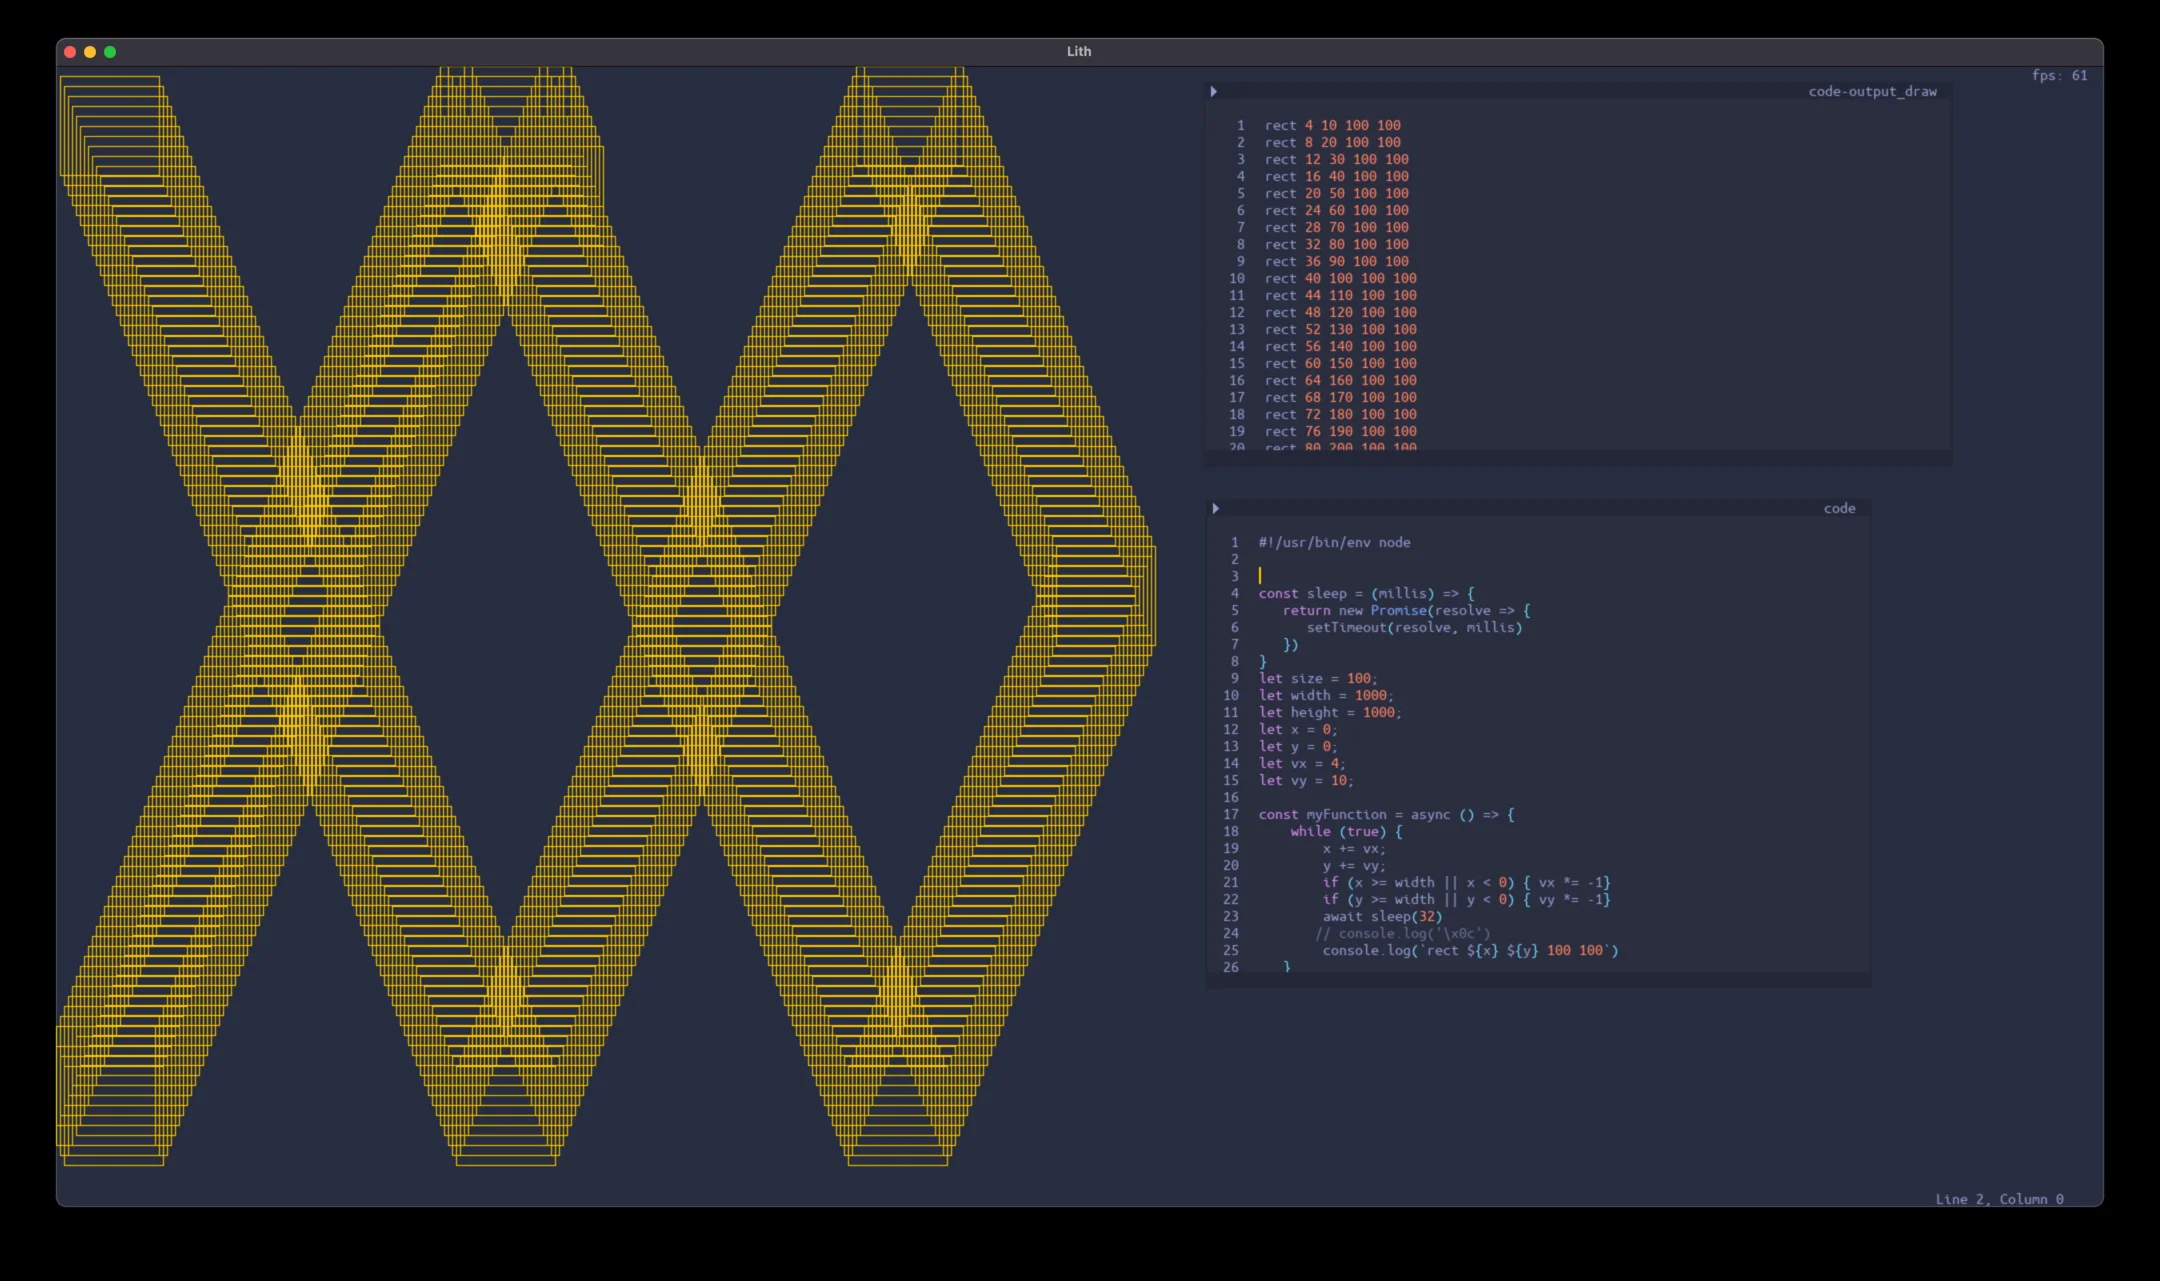 Lith
fps: 61
code-output_draw
1 rect 4 10 100 100
2 rect 8 20 100 100
3 rect 12 30 100 100
4 rect 16 40 100 100
5 rect 20 50 100 100
6 rect 24 60 100 100
7 rect 28 70 100 100
8 rect 32 80 100 100
9 rect 36 90 100 100
10 rect 40 100 100 100
11 rect 44 110 100 100
12 rect 48 120 100 100
13 rect 52 130 100 100
14 rect 56 140 100 100
15 rect 60 150 100 100
16 rect 64 160 100 100
17 rect 68 170 100 100
18 rect 72 180 100 100
19 rect 76 190 100 100
20 rect 80 200 100 100
code
1 #!/usr/bin/env node
2
3
4 const sleep = (millis) => {
5    return new Promise(resolve => {
6       setTimeout(resolve, millis)
7    })
8 }
9 let size = 100;
10 let width = 1000;
11 let height = 1000;
12 let x = 0;
13 let y = 0;
14 let vx = 4;
15 let vy = 10;
16
17 const myFunction = async () => {
18     while (true) {
19         x += vx;
20         y += vy;
21         if (x >= width || x < 0) { vx *= -1}
22         if (y >= width || y < 0) { vy *= -1}
23         await sleep(32)
24        // console.log('\x0c')
25         console.log(`rect ${x} ${y} 100 100`)
26    }
Line 2, Column 0